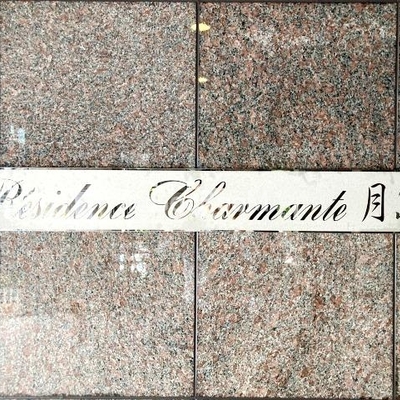 Résidence Charmante 月